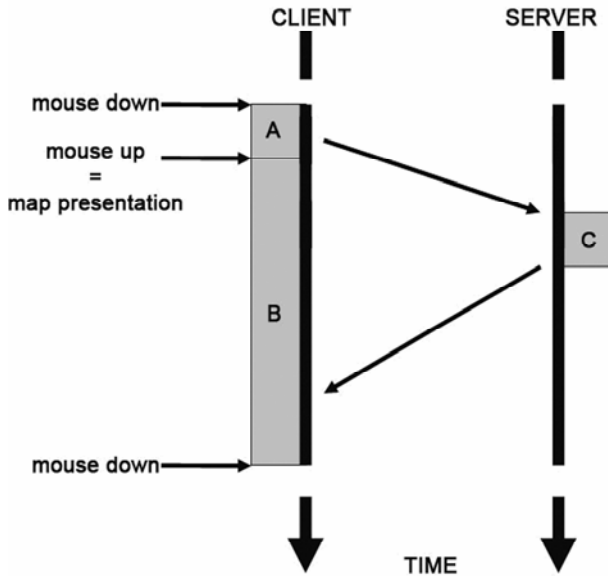 CLIENT
SERVER
mouse down
A
mouse up
=
map presentation
C
B
mouse down
TIME